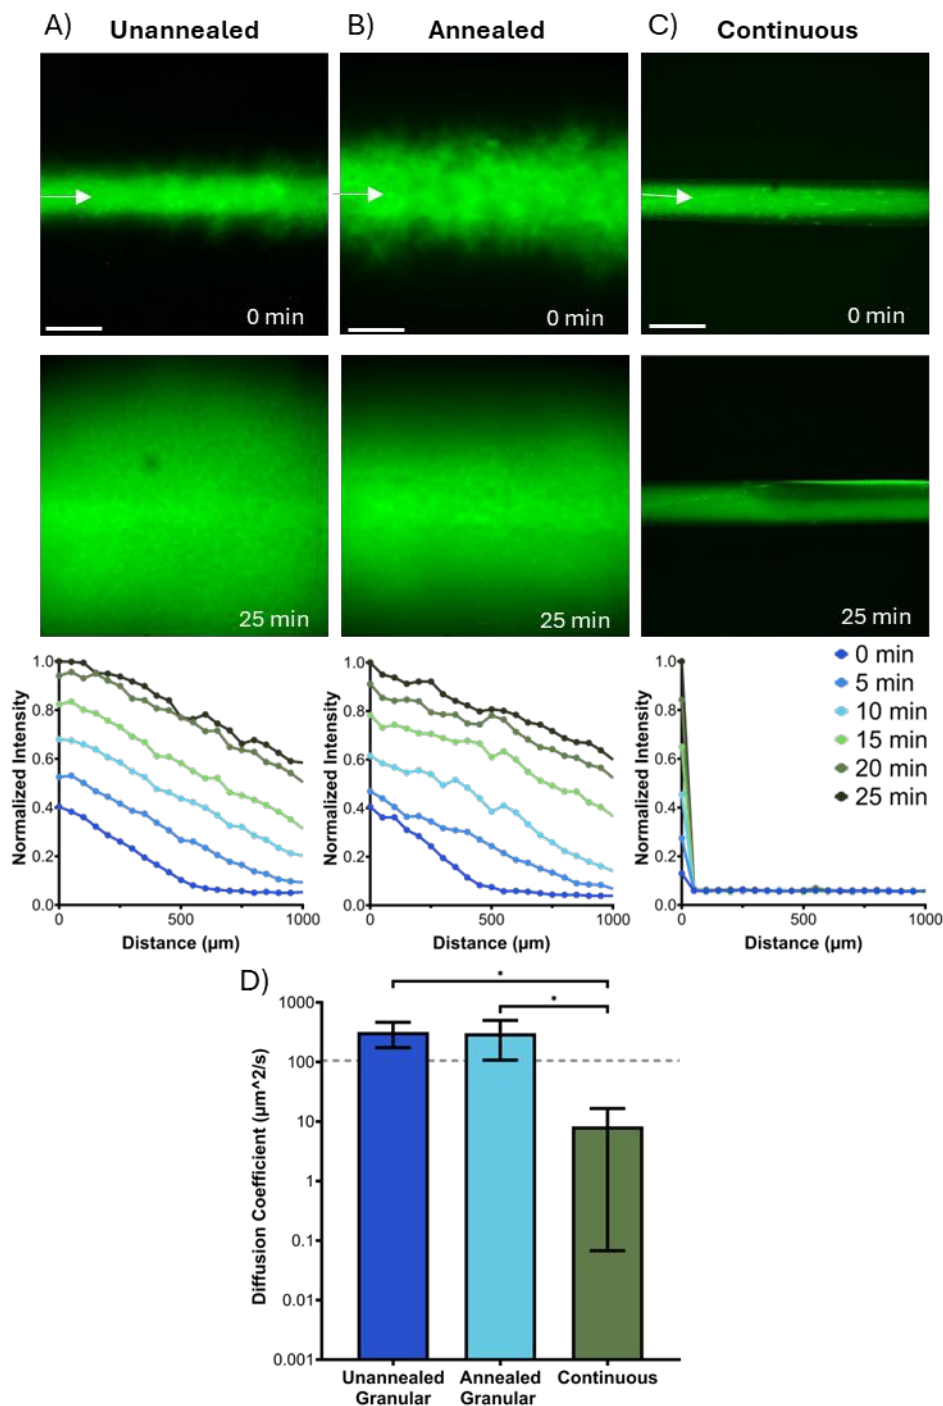 A) Unannealed
B) Annealed
C) Continuous
0 min
0 min
0 min
25 min
25 min
25 min
Normalized Intensity
1.0
0.8
0.6
0.4
0.2
0.0
0
500
1000
Distance (µm)
Normalized Intensity
1.0
0.8
0.6
0.4
0.2
0.0
0
500
1000
Distance (µm)
Normalized Intensity
1.0
0.8
0.6
0.4
0.2
0.0
0
500
1000
Distance (µm)
0 min
5 min
10 min
15 min
20 min
25 min
D)
*
*
Diffusion Coefficient (µm^2/s)
1000
100
10
1
0.1
0.01
0.001
Unannealed
Granular
Annealed
Granular
Continuous